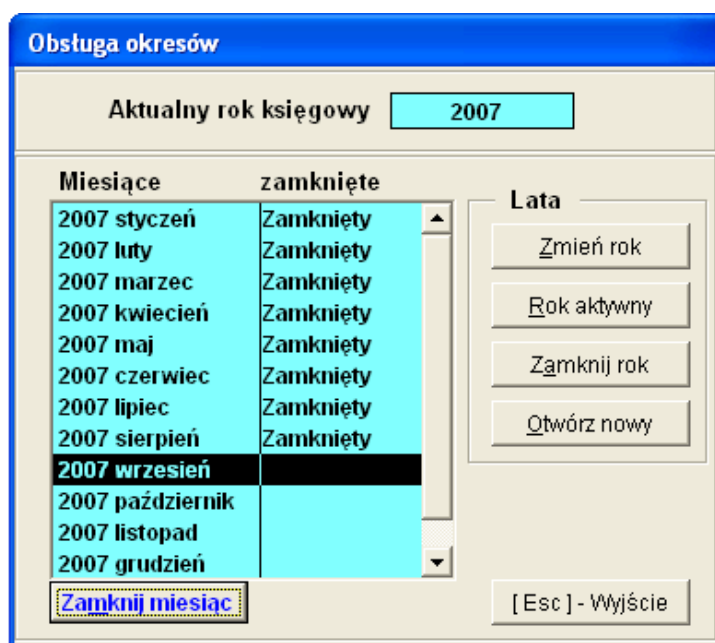 Obsługa okresów
Aktualny rok księgowy 2007
Miesiące zamknięte
2007 styczeń Zamknięty
2007 luty Zamknięty
2007 marzec Zamknięty
2007 kwiecień Zamknięty
2007 maj Zamknięty
2007 czerwiec Zamknięty
2007 lipiec Zamknięty
2007 sierpień Zamknięty
2007 wrzesień
2007 październik
2007 listopad
2007 grudzień
Zamknij miesiąc
Lata
Zmień rok
Rok aktywny
Zamknij rok
Otwórz nowy
[ Esc ] - Wyjście